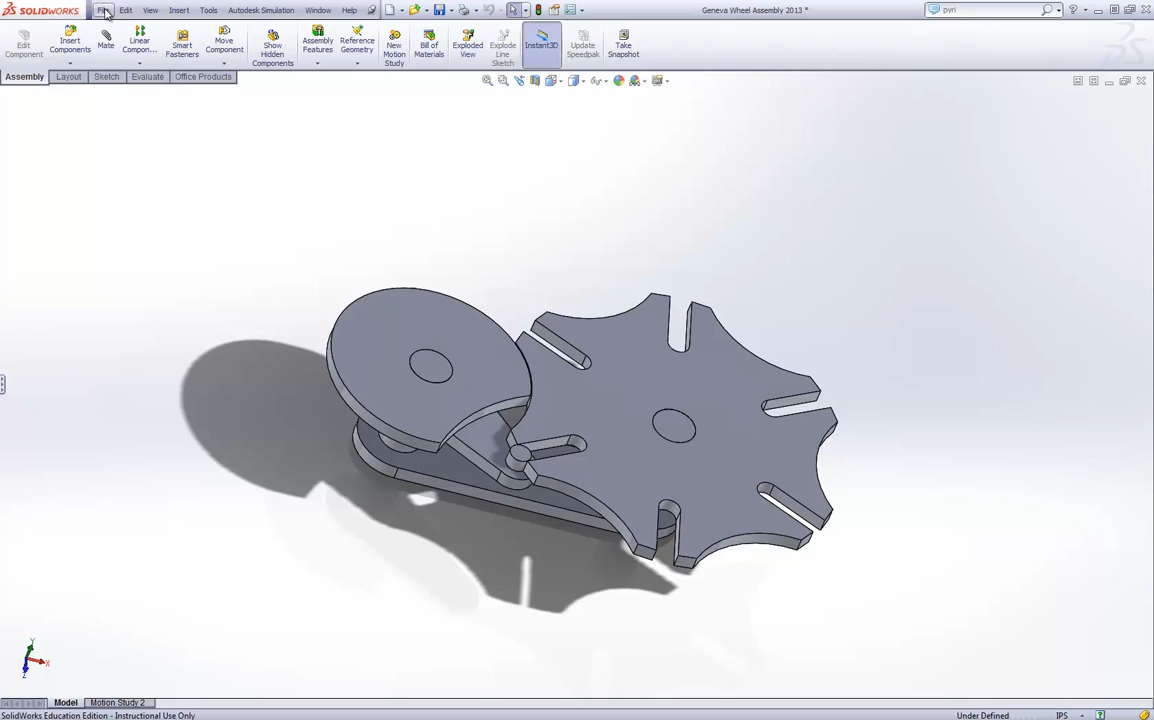 SOLIDWORKS File Edit View Insert Tools Autodesk Simulation Window Help Geneva Wheel Assembly 2013 * pyri
Edit Component
Insert Components
Mate
Linear Compon...
Smart Fasteners
Move Component
Show Hidden Components
Assembly Features
Reference Geometry
New Motion Study
Bill of Materials
Exploded View
Explode Line Sketch
Instant3D
Update Speedpak
Take Snapshot
Assembly Layout Sketch Evaluate Office Products
Y
X
Z
Model Motion Study 2
SolidWorks Education Edition - Instructional Use Only Under Defined IPS